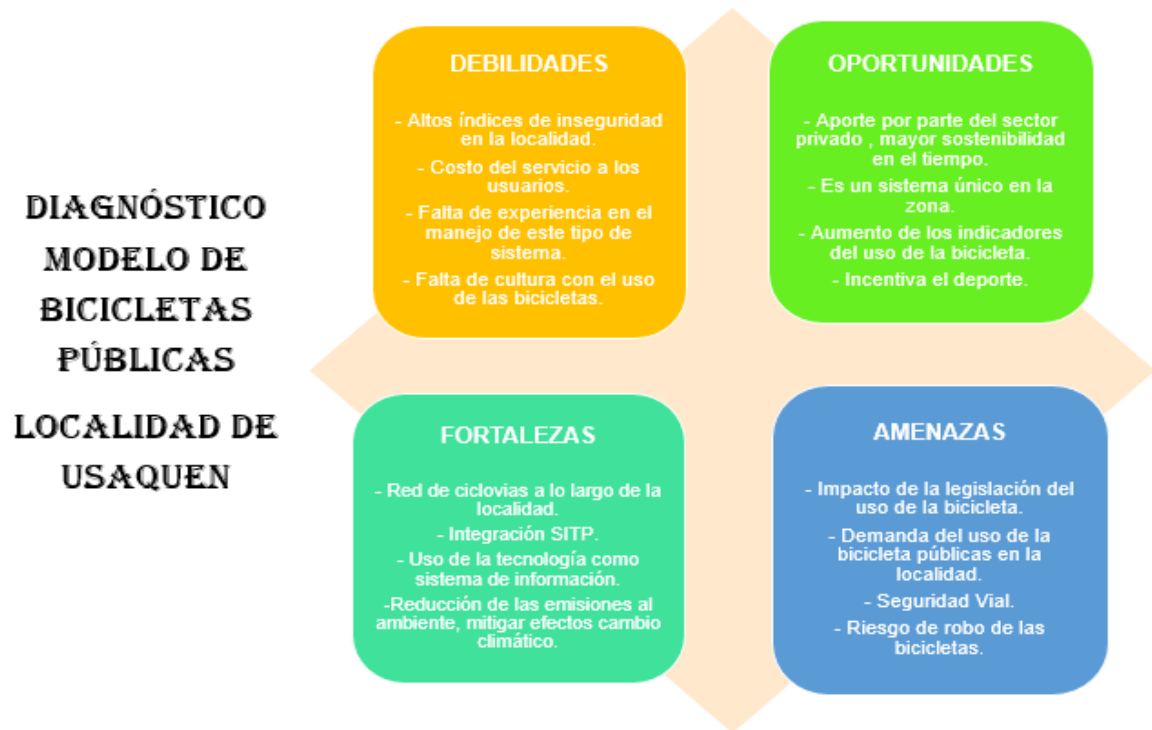 DIAGNÓSTICO
MODELO DE
BICICLETAS
PÚBLICAS
LOCALIDAD DE
USAQUEN
DEBILIDADES
- Altos índices de inseguridad
en la localidad.
- Costo del servicio a los
usuarios.
- Falta de experiencia en el
manejo de este tipo de
sistema.
- Falta de cultura con el uso
de las bicicletas.
OPORTUNIDADES
- Aporte por parte del sector
privado , mayor sostenibilidad
en el tiempo.
- Es un sistema único en la
zona.
- Aumento de los indicadores
del uso de la bicicleta.
- Incentiva el deporte.
FORTALEZAS
- Red de ciclovias a lo largo de la
localidad.
- Integración SITP.
- Uso de la tecnología como
sistema de información.
-Reducción de las emisiones al
ambiente, mitigar efectos cambio
climático.
AMENAZAS
- Impacto de la legislación del
uso de la bicicleta.
- Demanda del uso de la
bicicleta públicas en la
localidad.
- Seguridad Vial.
- Riesgo de robo de las
bicicletas.